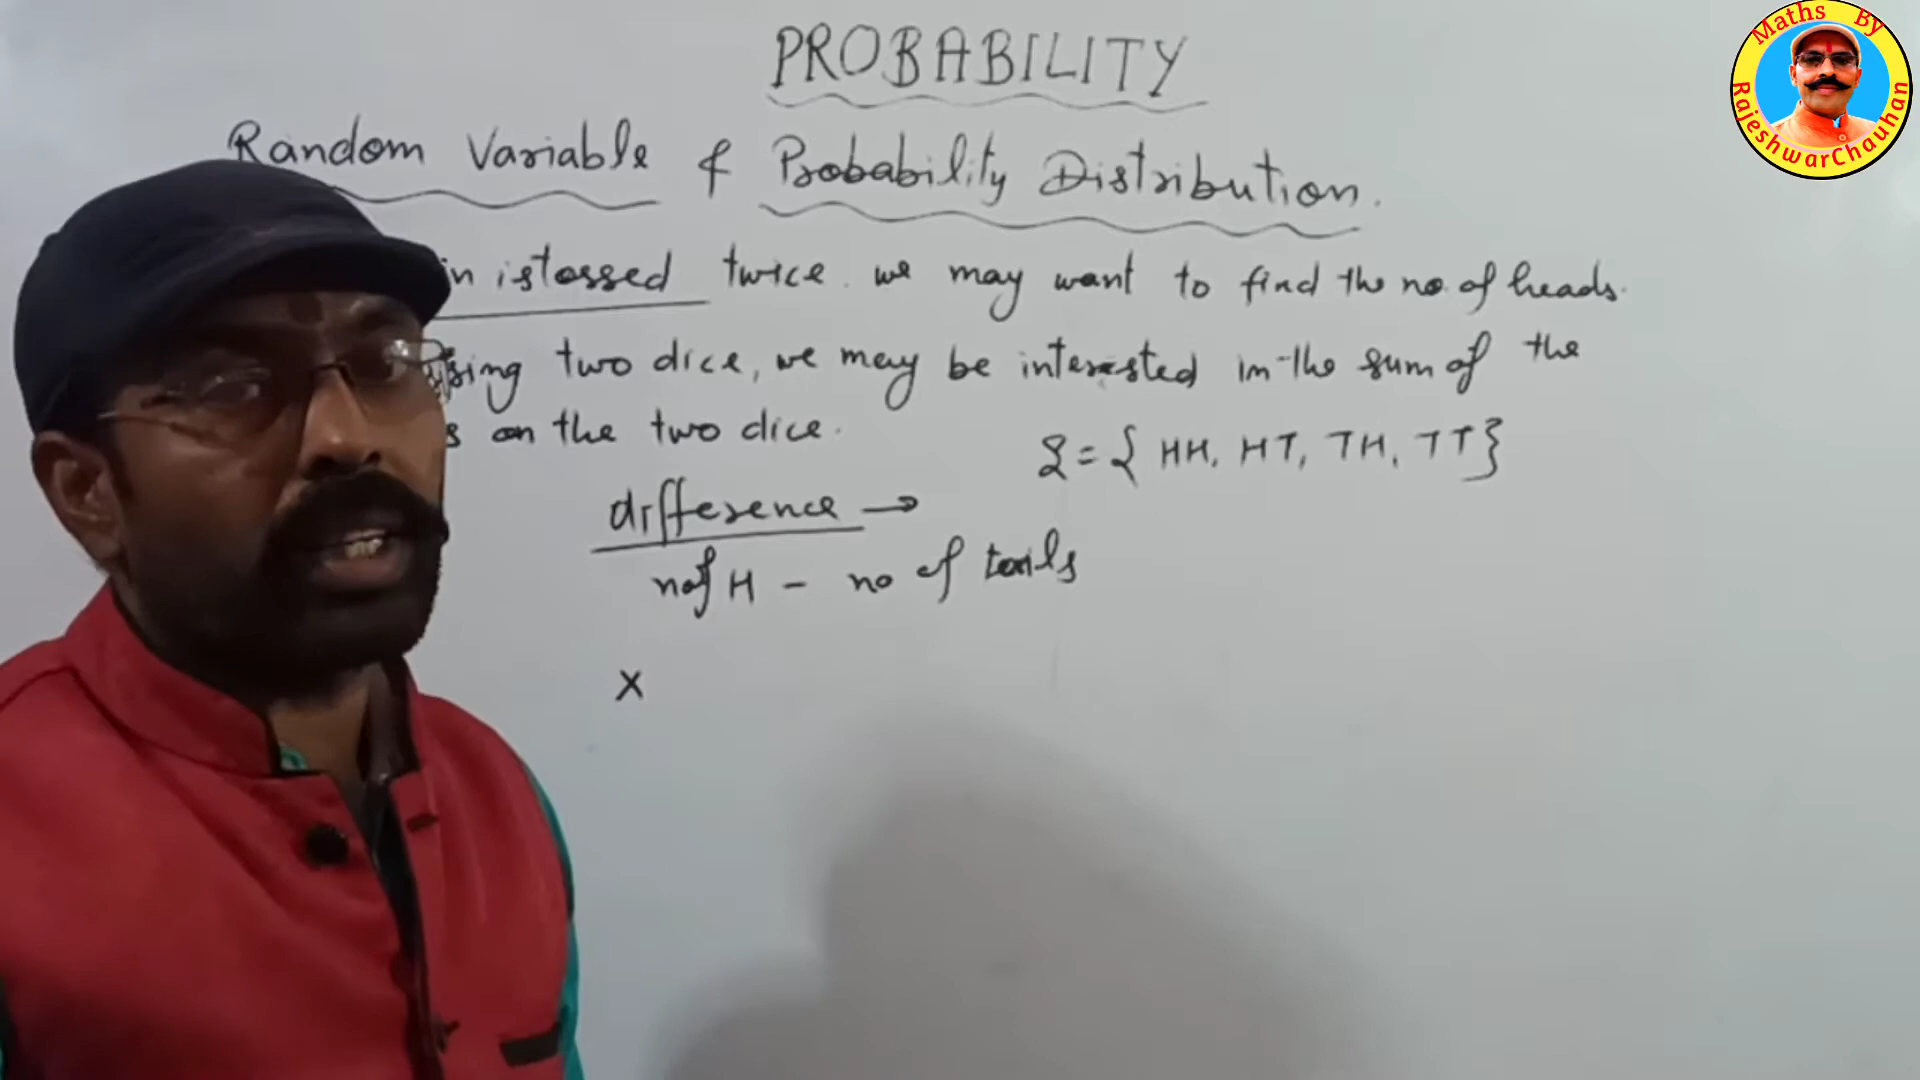 PROBABILITY
Random Variable & Probability Distribution.
is tossed twice. we may want to find the no. of heads.
two dice, we may be interested in the sum of the
on the two dice.
S = { HH, HT, TH, TT }
difference →
no of H - no of tails
X
Maths By
RajeshwarChauhan